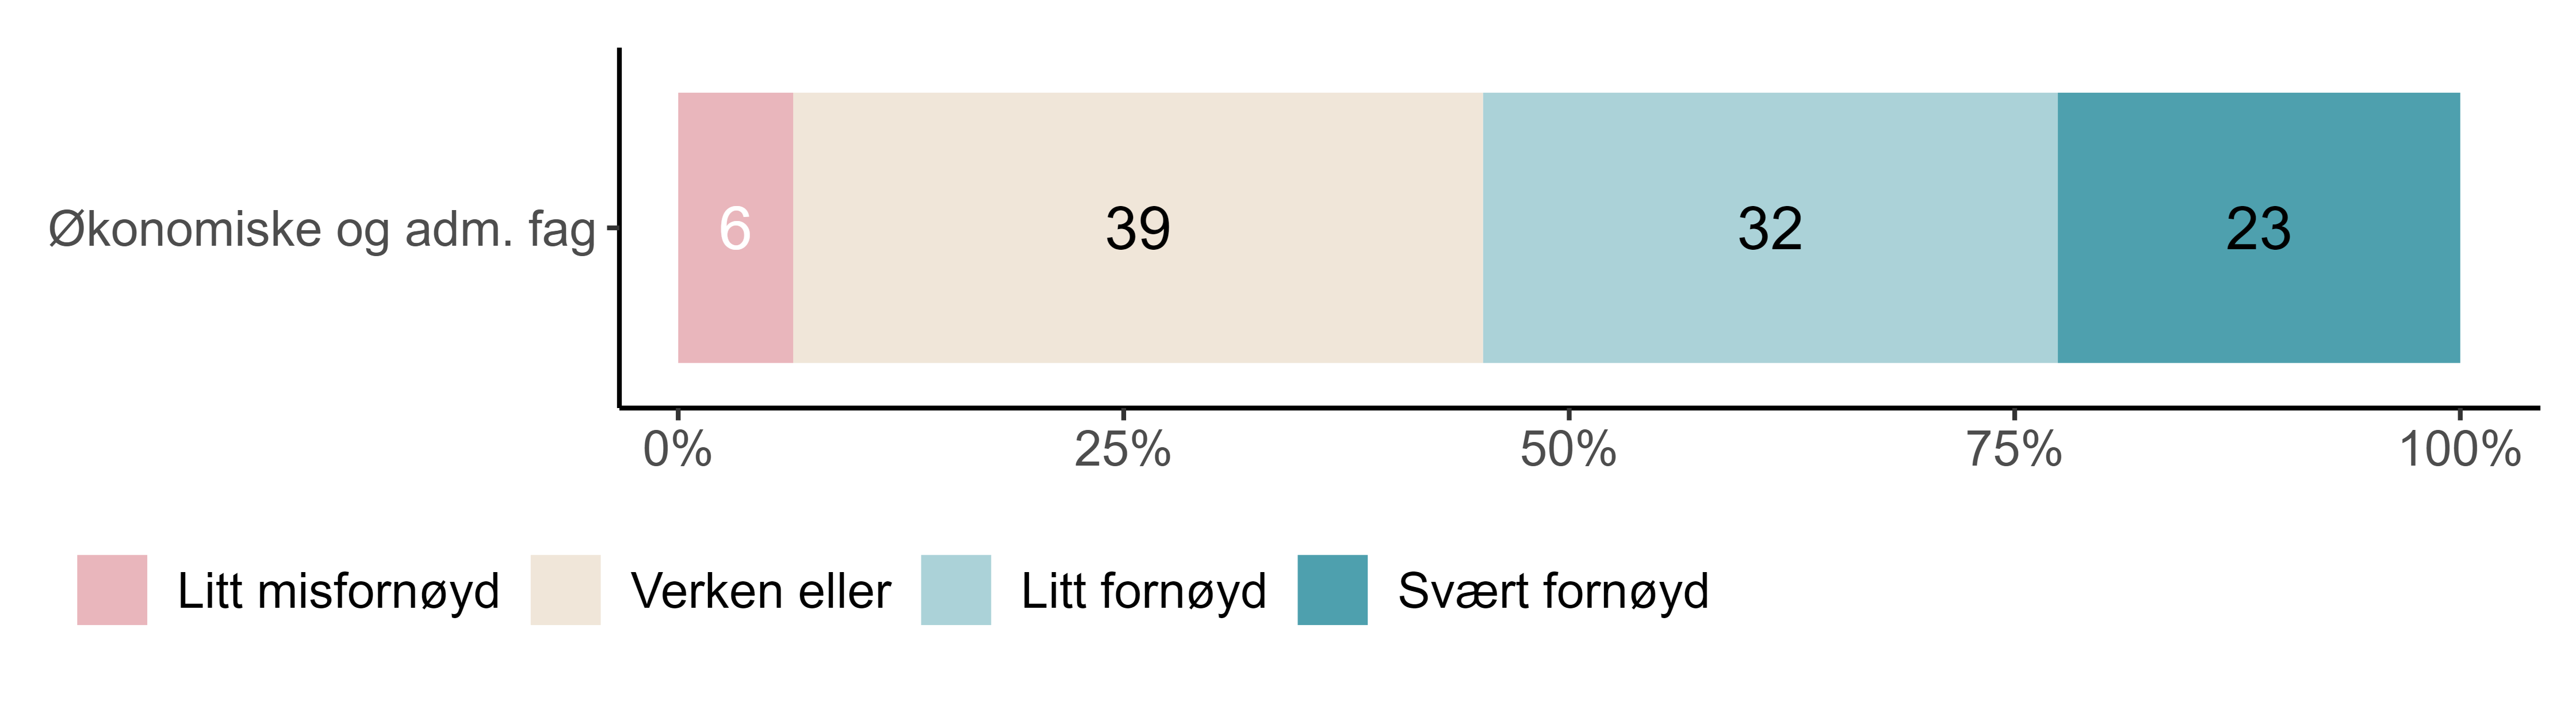 Økonomiske og adm. fag
6 39 32 23
0% 25% 50% 75% 100%
Litt misfornøyd Verken eller Litt fornøyd Svært fornøyd